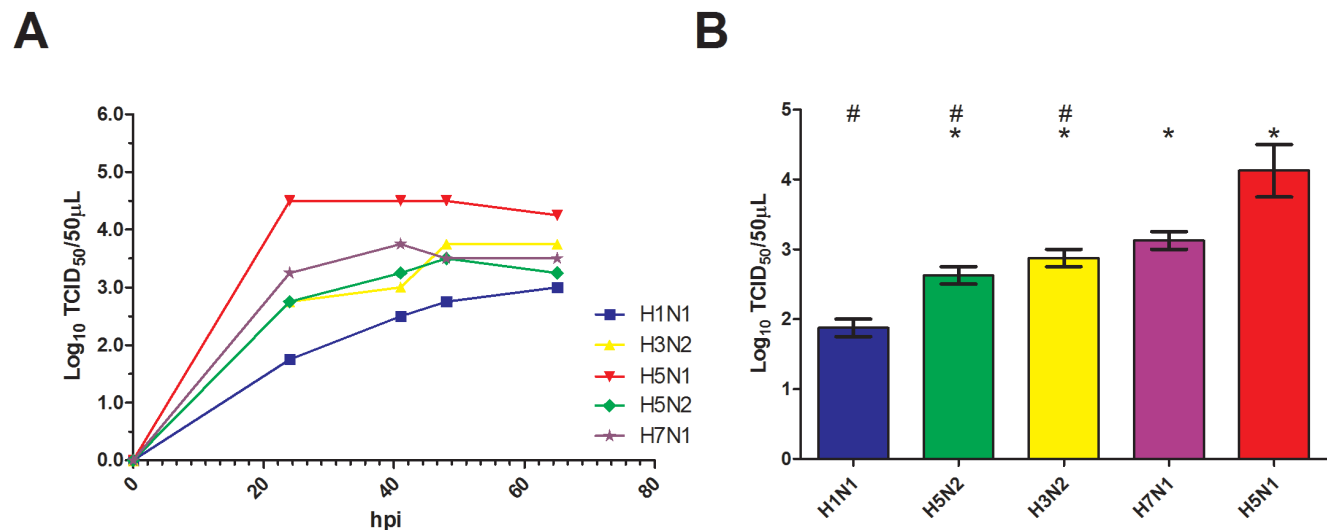 A
Log10 TCID50/50μL
6.0
5.0
4.0
3.0
2.0
1.0
0.0
0
20
40
60
80
hpi
H1N1
H3N2
H5N1
H5N2
H7N1
B
Log10 TCID50/50μL
5
4
3
2
1
0
# # #
* * * *
H1N1
H5N2
H3N2
H7N1
H5N1